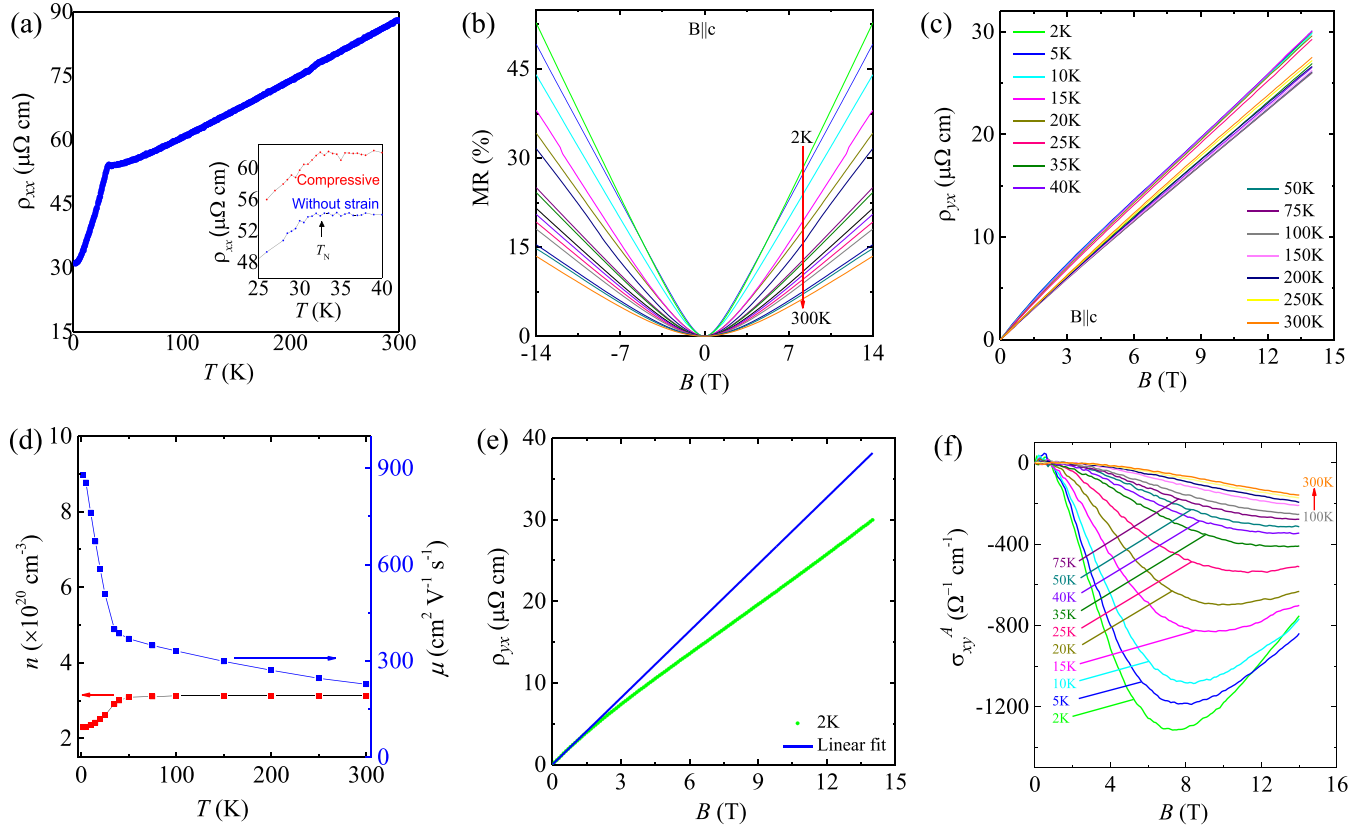 (a)
90
75
60
45
30
15
ρxx (μΩ cm)
0
100
200
300
T (K)
60
56
52
48
ρxx (μΩ cm)
Compressive
Without strain
TN
25
30
35
40
T (K)
(b)
B||c
45
30
15
0
MR (%)
2K
300K
-14
-7
0
7
14
B (T)
(c)
30
20
10
0
ρyx (μΩ cm)
2K
5K
10K
15K
20K
25K
35K
40K
50K
75K
100K
150K
200K
250K
300K
B||c
0
3
6
9
12
15
B (T)
(d)
10
8
6
4
2
n (×10²⁰ cm⁻³)
900
600
300
0
μ (cm² V⁻¹ s⁻¹)
0
100
200
300
T (K)
(e)
40
30
20
10
0
ρyx (μΩ cm)
2K
Linear fit
0
3
6
9
12
15
B (T)
(f)
0
-400
-800
-1200
σxyᴬ (Ω⁻¹ cm⁻¹)
300K
100K
75K
50K
40K
35K
25K
20K
15K
10K
5K
2K
0
4
8
12
16
B (T)